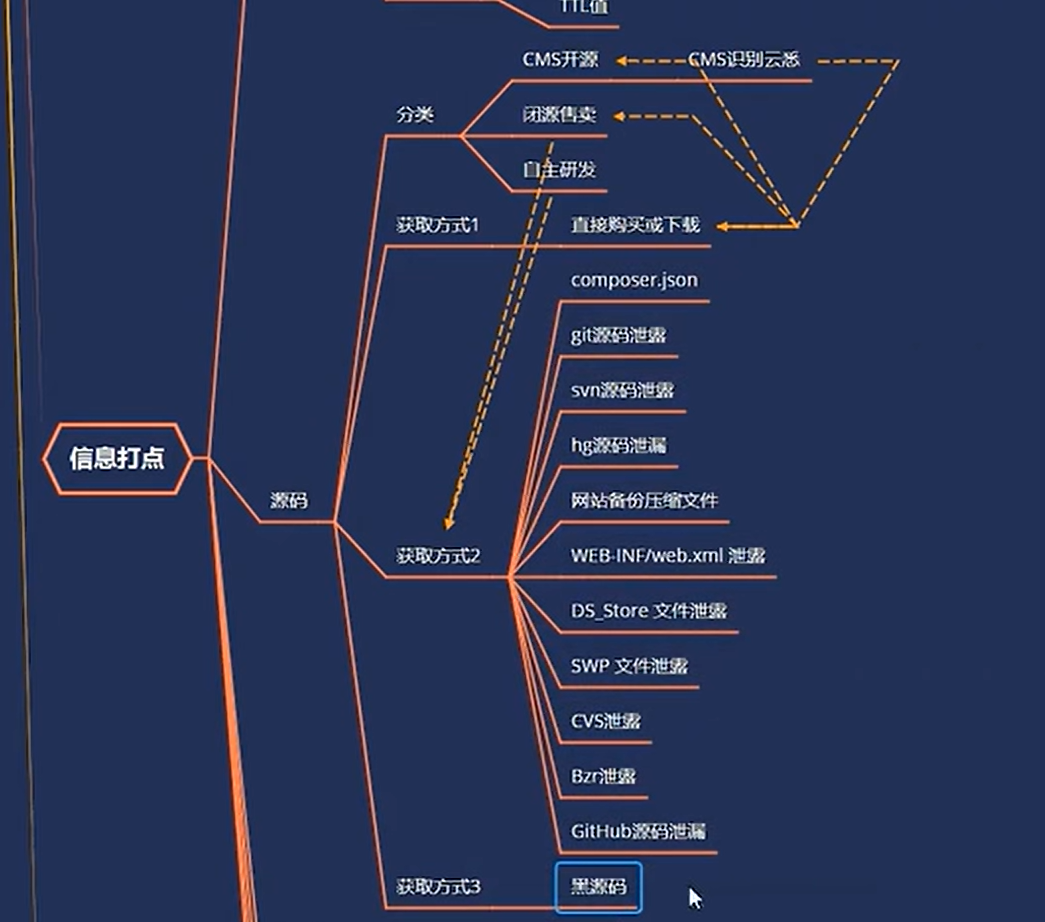 TTL值
CMS开源
CMS识别云悉
分类
闭源售卖
自主研发
获取方式1
直接购买或下载
composer.json
git源码泄露
svn源码泄露
hg源码泄漏
信息打点
源码
网站备份压缩文件
获取方式2
WEB-INF/web.xml 泄露
DS_Store 文件泄露
SWP 文件泄露
CVS泄露
Bzr泄露
GitHub源码泄漏
获取方式3
黑源码